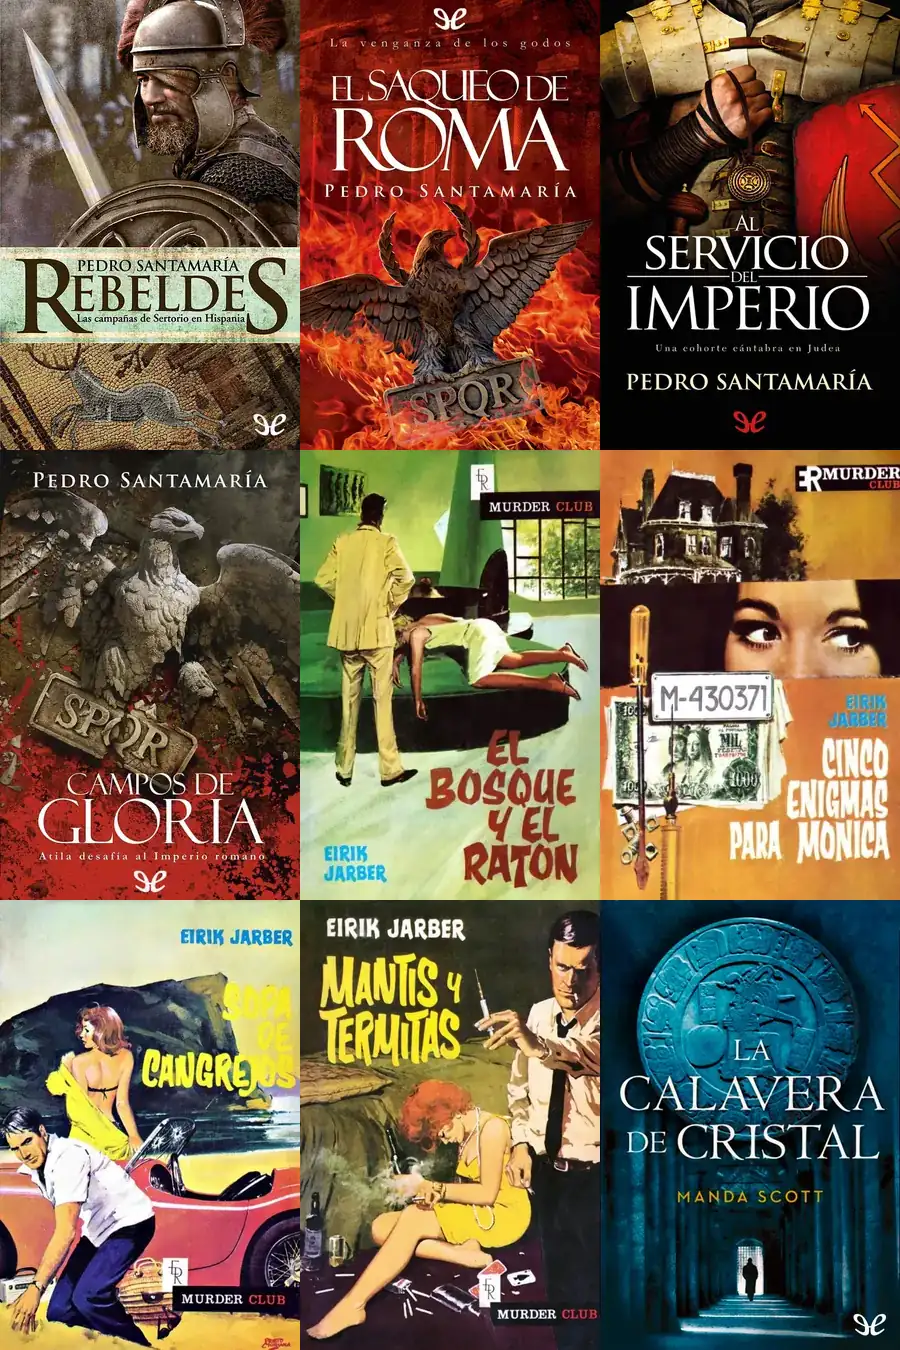 PEDRO SANTAMARÍA
REBELDES
Las campañas de Sertorio en Hispania
La venganza de los godos
EL SAQUEO DE
ROMA
PEDRO SANTAMARÍA
SPQR
AL
SERVICIO
DEL
IMPERIO
Una cohorte cántabra en Judea
PEDRO SANTAMARÍA
PEDRO SANTAMARÍA
SPQR
CAMPOS DE
GLORIA
Atila desafía al Imperio romano
MURDER CLUB
EL
BOSQUE
Y EL
RATÓN
EIRIK
JARBER
MURDER
CLUB
M-430371
MIL
1000
EIRIK
JARBER
CINCO
ENIGMAS
PARA MONICA
EIRIK JARBER
SOPA
DE
CANGREJOS
MURDER CLUB
EIRIK JARBER
MANTIS Y
TERMITAS
MURDER CLUB
LA
CALAVERA
DE CRISTAL
MANDA SCOTT